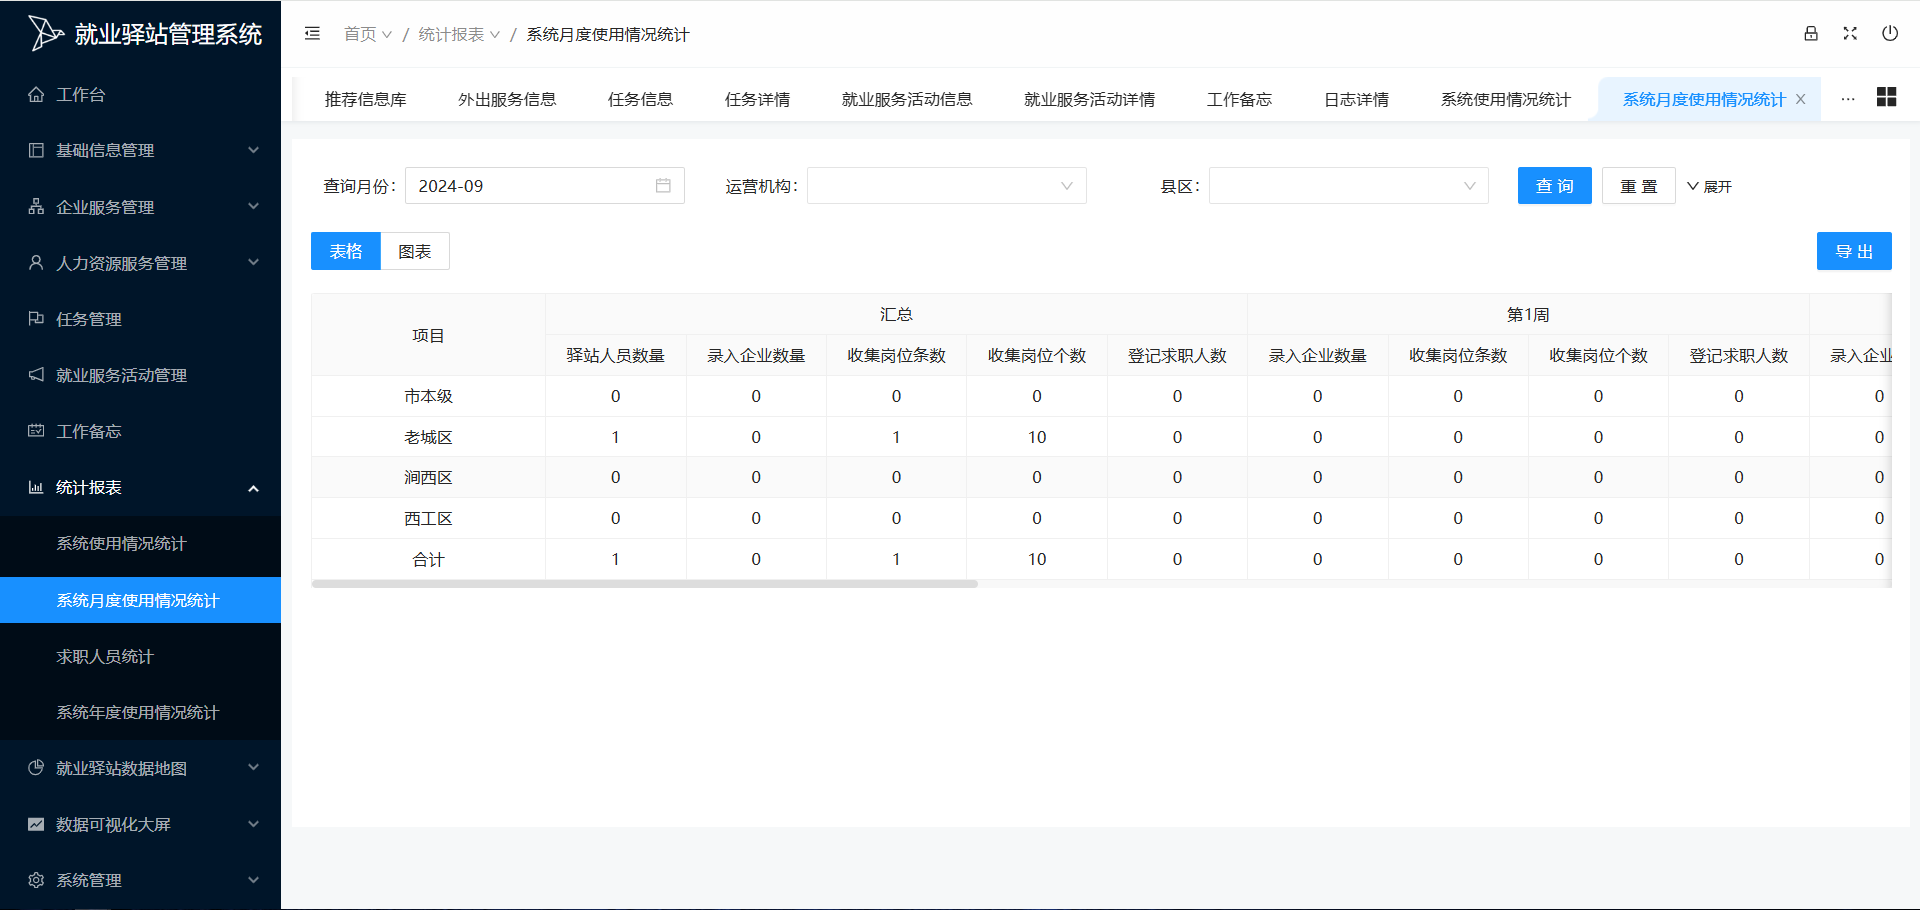 就业驿站管理系统
工作台
基础信息管理
企业服务管理
人力资源服务管理
任务管理
就业服务活动管理
工作备忘
统计报表
系统使用情况统计
系统月度使用情况统计
求职人员统计
系统年度使用情况统计
就业驿站数据地图
数据可视化大屏
系统管理
首页 / 统计报表 / 系统月度使用情况统计
推荐信息库 外出服务信息 任务信息 任务详情 就业服务活动信息 就业服务活动详情 工作备忘 日志详情 系统使用情况统计 系统月度使用情况统计
查询月份： 2024-09 运营机构： 县区： 查 询 重 置 展开
表格 图表 导 出
项目 汇总 第1周
驿站人员数量 录入企业数量 收集岗位条数 收集岗位个数 登记求职人数 录入企业数量 收集岗位条数 收集岗位个数 登记求职人数 录入企业
市本级 0 0 0 0 0 0 0 0 0 0
老城区 1 0 1 10 0 0 0 0 0 0
涧西区 0 0 0 0 0 0 0 0 0 0
西工区 0 0 0 0 0 0 0 0 0 0
合计 1 0 1 10 0 0 0 0 0 0